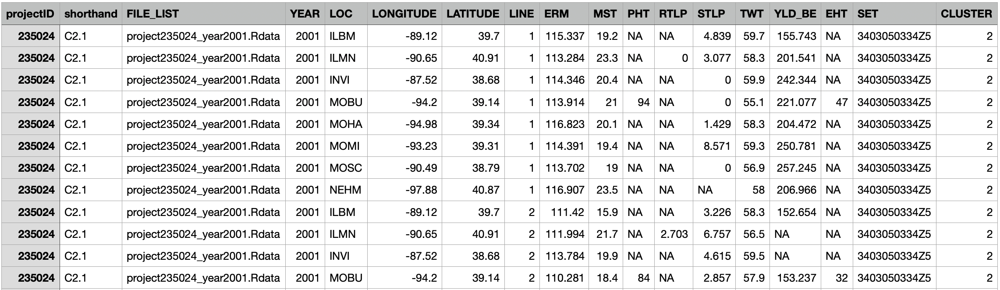 projectID shorthand FILE_LIST YEAR LOC LONGITUDE LATITUDE LINE ERM MST PHT RTLP STLP TWT YLD_BE EHT SET CLUSTER
235024 C2.1 project235024_year2001.Rdata 2001 ILBM -89.12 39.7 1 115.337 19.2 NA NA 4.839 59.7 155.743 NA 3403050334Z5 2
235024 C2.1 project235024_year2001.Rdata 2001 ILMN -90.65 40.91 1 113.284 23.3 NA 0 3.077 58.3 201.541 NA 3403050334Z5 2
235024 C2.1 project235024_year2001.Rdata 2001 INVI -87.52 38.68 1 114.346 20.4 NA NA 0 59.9 242.344 NA 3403050334Z5 2
235024 C2.1 project235024_year2001.Rdata 2001 MOBU -94.2 39.14 1 113.914 21 94 NA 0 55.1 221.077 47 3403050334Z5 2
235024 C2.1 project235024_year2001.Rdata 2001 MOHA -94.98 39.34 1 116.823 20.1 NA NA 1.429 58.3 204.472 NA 3403050334Z5 2
235024 C2.1 project235024_year2001.Rdata 2001 MOMI -93.23 39.31 1 114.391 19.4 NA NA 8.571 59.3 250.781 NA 3403050334Z5 2
235024 C2.1 project235024_year2001.Rdata 2001 MOSC -90.49 38.79 1 113.702 19 NA NA 0 56.9 257.245 NA 3403050334Z5 2
235024 C2.1 project235024_year2001.Rdata 2001 NEHM -97.88 40.87 1 116.907 23.5 NA NA NA 58 206.966 NA 3403050334Z5 2
235024 C2.1 project235024_year2001.Rdata 2001 ILBM -89.12 39.7 2 111.42 15.9 NA NA 3.226 58.3 152.654 NA 3403050334Z5 2
235024 C2.1 project235024_year2001.Rdata 2001 ILMN -90.65 40.91 2 111.994 21.7 NA 2.703 6.757 56.5 NA NA 3403050334Z5 2
235024 C2.1 project235024_year2001.Rdata 2001 INVI -87.52 38.68 2 113.784 19.9 NA NA 4.615 59.5 NA NA 3403050334Z5 2
235024 C2.1 project235024_year2001.Rdata 2001 MOBU -94.2 39.14 2 110.281 18.4 84 NA 2.857 57.9 153.237 32 3403050334Z5 2